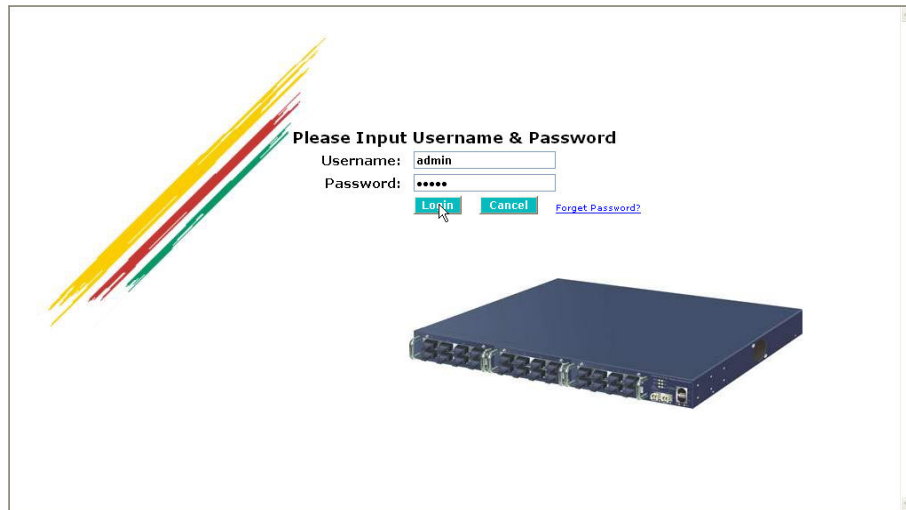 Please Input Username & Password
Username: admin
Password: •••••
Login Cancel Forget Password?